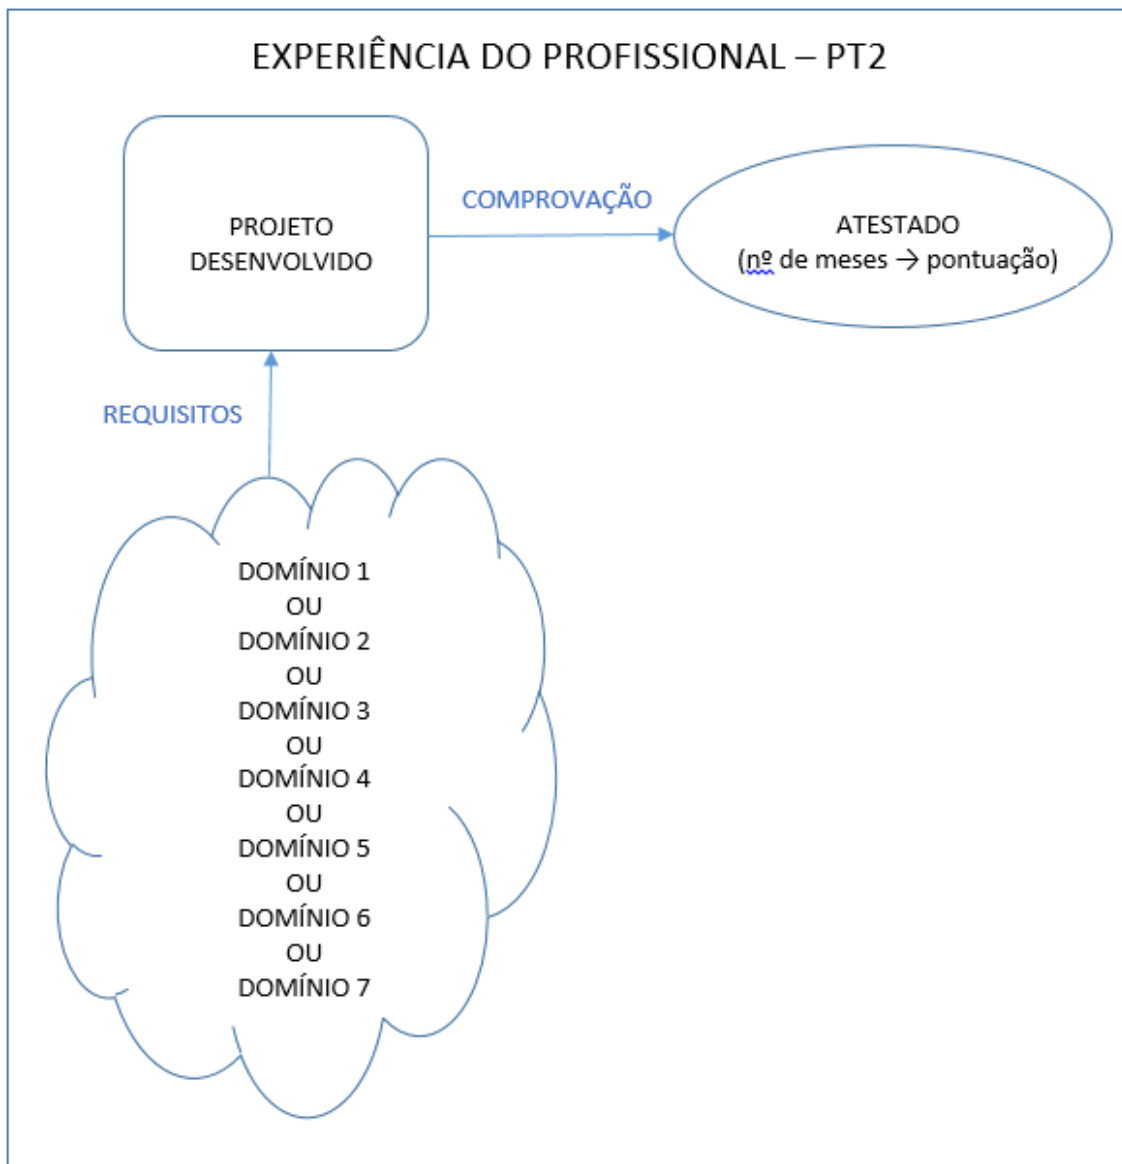 EXPERIÊNCIA DO PROFISSIONAL – PT2
PROJETO
DESENVOLVIDO
COMPROVAÇÃO
ATESTADO
(nº de meses → pontuação)
REQUISITOS
DOMÍNIO 1
OU
DOMÍNIO 2
OU
DOMÍNIO 3
OU
DOMÍNIO 4
OU
DOMÍNIO 5
OU
DOMÍNIO 6
OU
DOMÍNIO 7